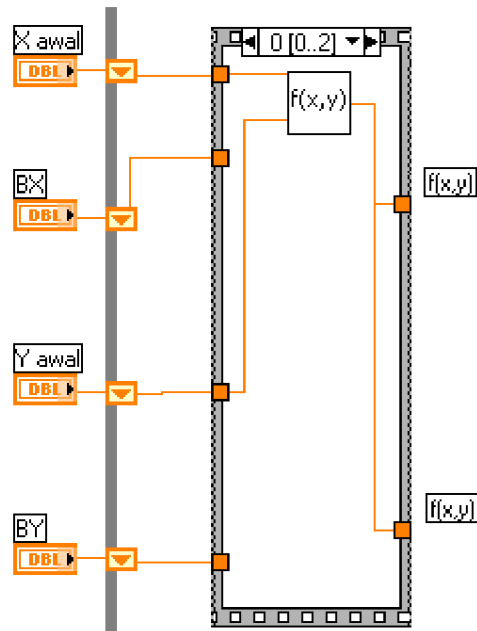 X awal
DBL
0 [0..2]
f(x,y)
BX
DBL
f(x,y)
Y awal
DBL
f(x,y)
BY
DBL